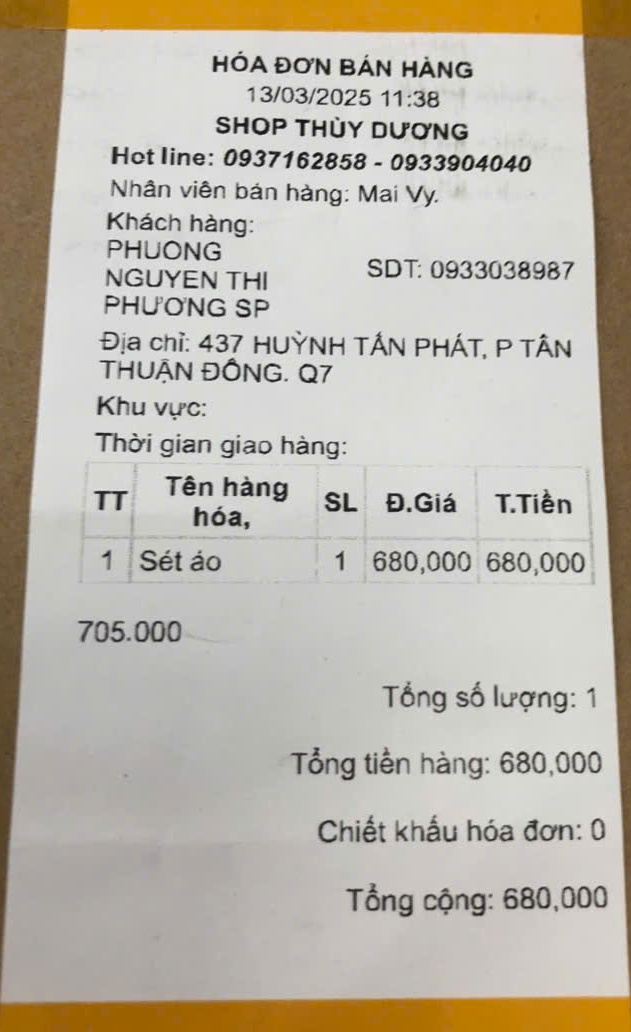 HÓA ĐƠN BÁN HÀNG
13/03/2025 11:38
SHOP THÙY DƯƠNG
Hot line: 0937162858 - 0933904040
Nhân viên bán hàng: Mai Vy.
Khách hàng:
PHUONG
NGUYEN THI
PHƯƠNG SP
SDT: 0933038987
Địa chỉ: 437 HUỲNH TẤN PHÁT, P TÂN
THUẬN ĐÔNG. Q7
Khu vực:
Thời gian giao hàng:
TT Tên hàng hóa, SL Đ.Giá T.Tiền
1 Sét áo 1 680,000 680,000
705.000
Tổng số lượng: 1
Tổng tiền hàng: 680,000
Chiết khấu hóa đơn: 0
Tổng cộng: 680,000